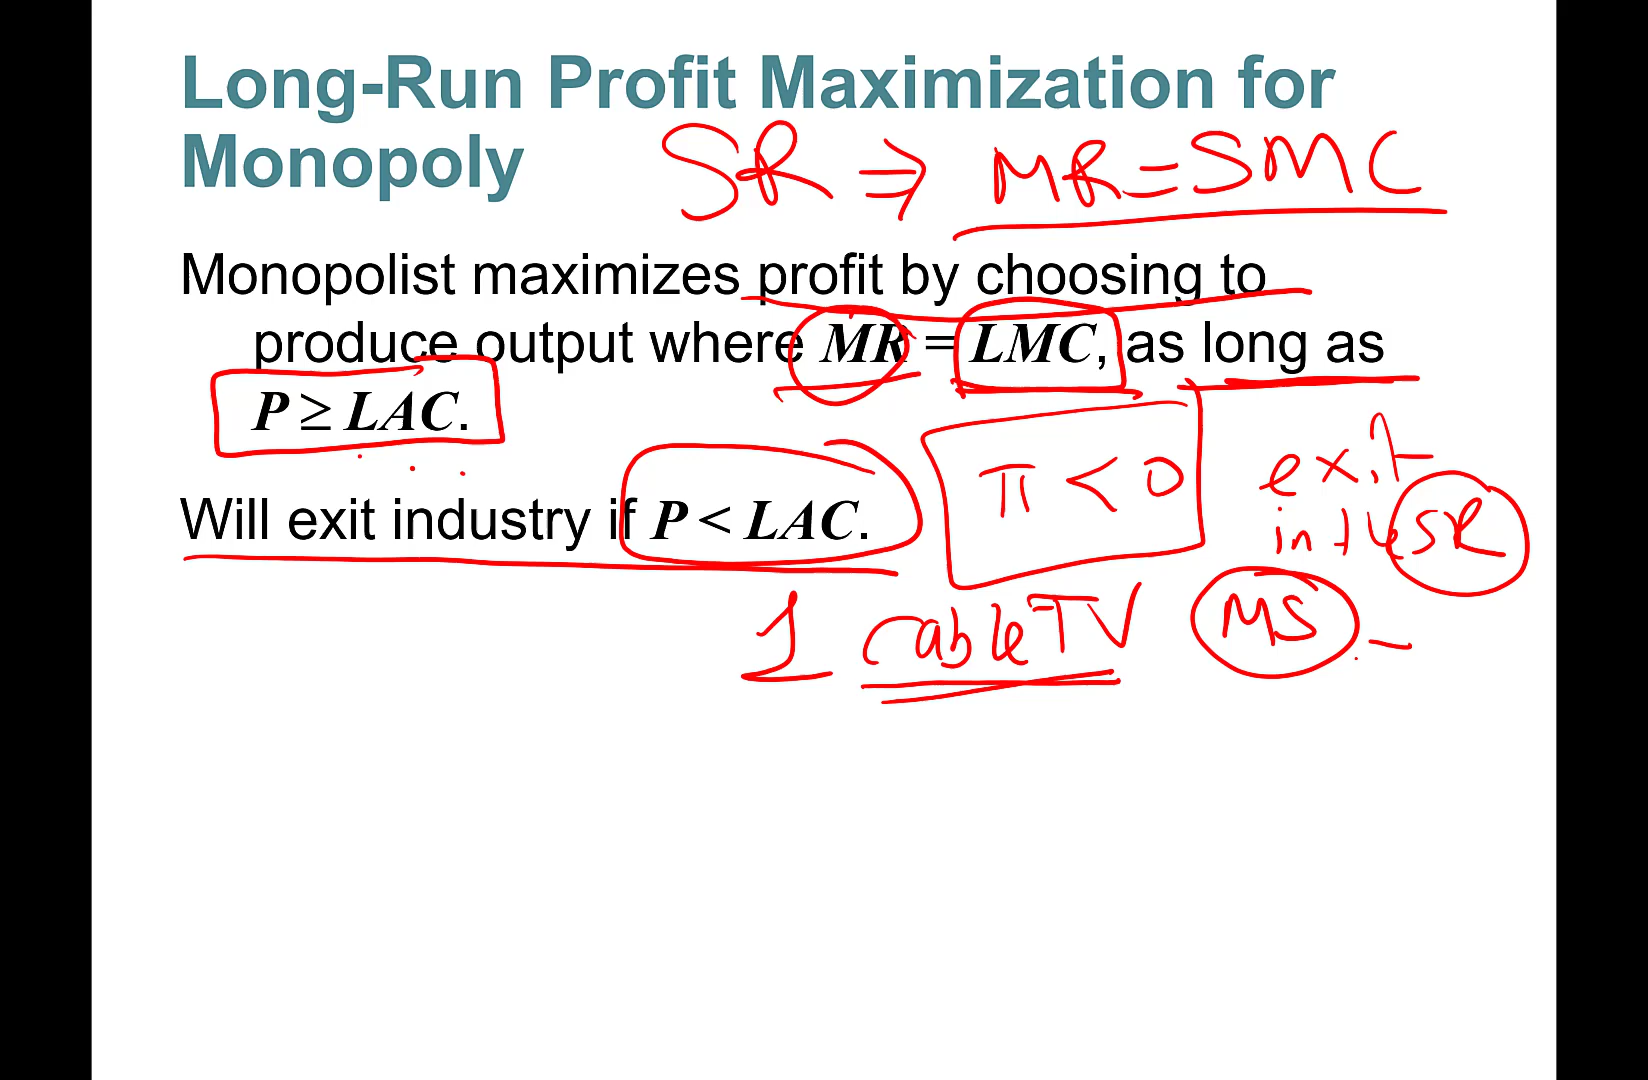 Long-Run Profit Maximization for
Monopoly
SR ⇒ MR = SMC
Monopolist maximizes profit by choosing to
produce output where MR = LMC, as long as
P ≥ LAC.
π < 0
exit
in the SR
Will exit industry if P < LAC.
1 cable TV
MS